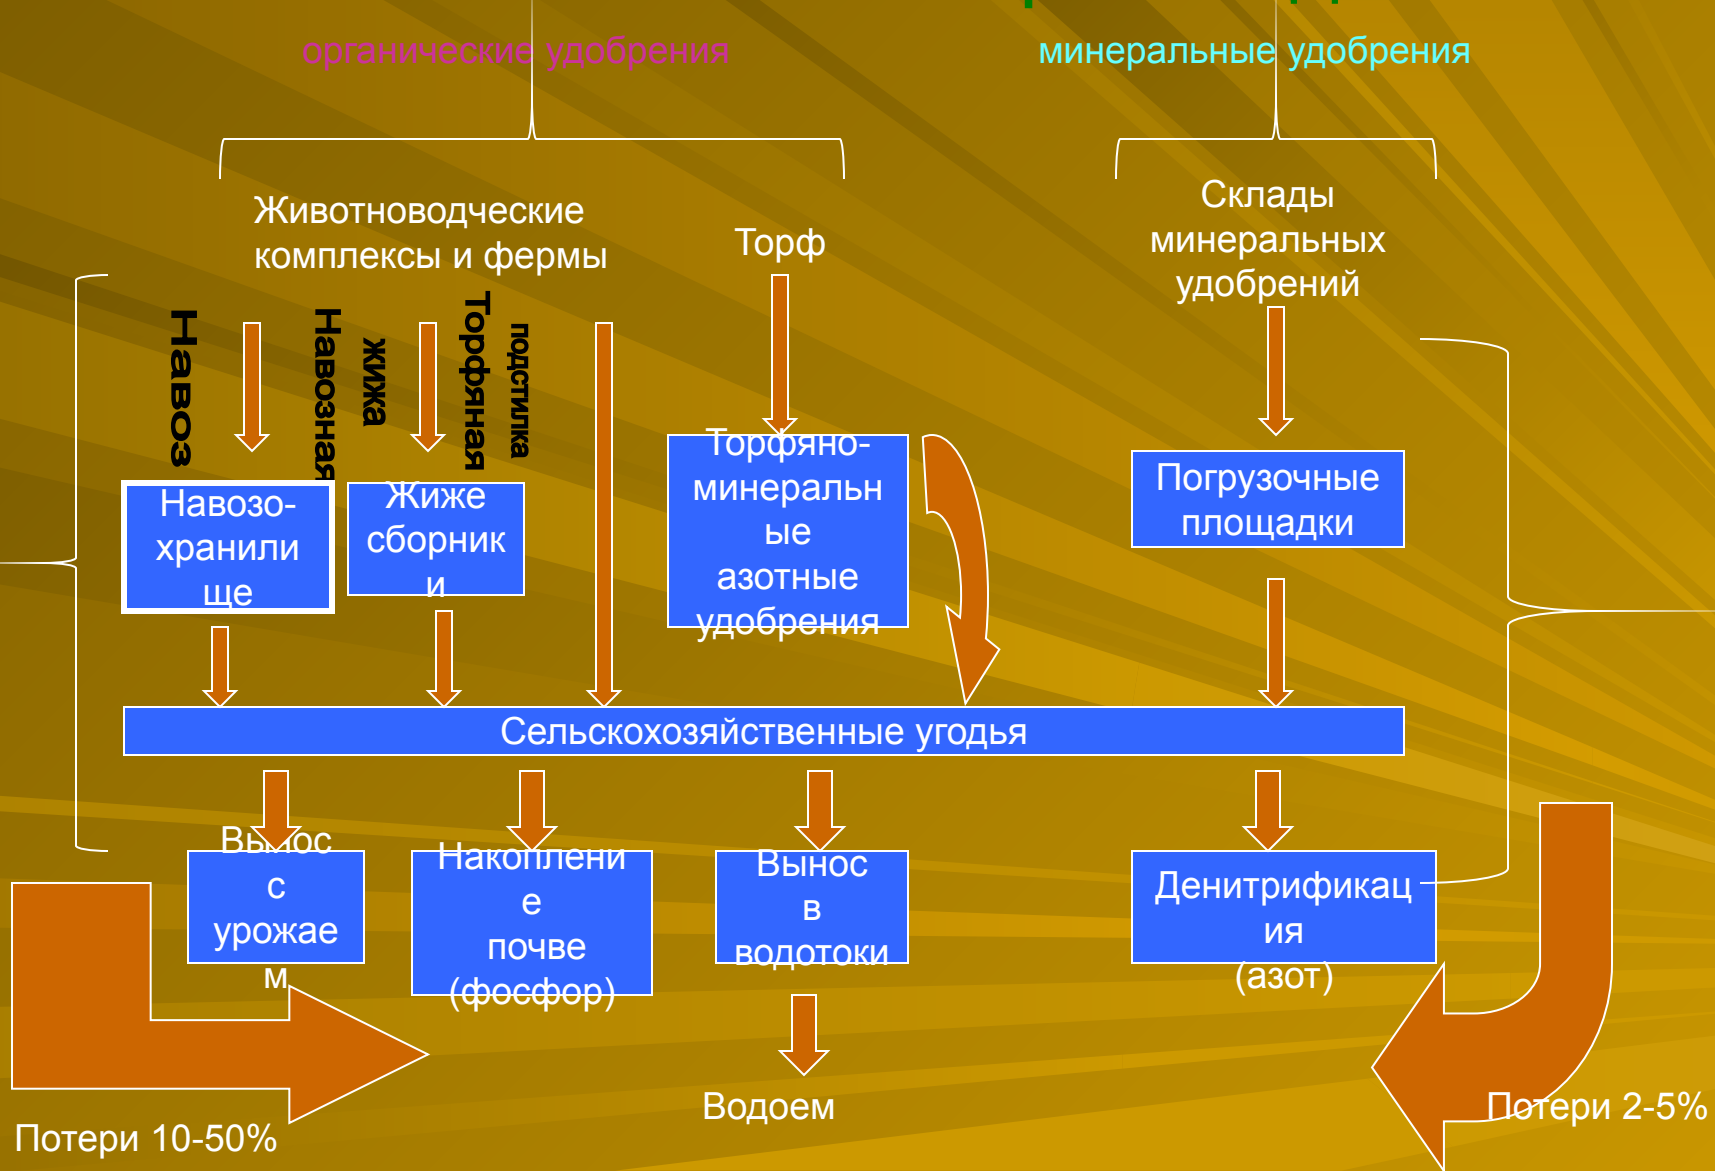 органические удобрения
минеральные удобрения
Животноводческие
комплексы и фермы
Торф
Склады
минеральных
удобрений
Навоз
Навозная
жижа
Торфяная
подстилка
Навозо-
хранили
ще
Жиже
сборник
и
Торфяно-
минеральн
ые
азотные
удобрения
Погрузочные
площадки
Сельскохозяйственные угодья
Вынос
с
урожае
м
Накоплени
е
почве
(фосфор)
Вынос
в
водотоки
Денитрификац
ия
(азот)
Водоем
Потери 10-50%
Потери 2-5%